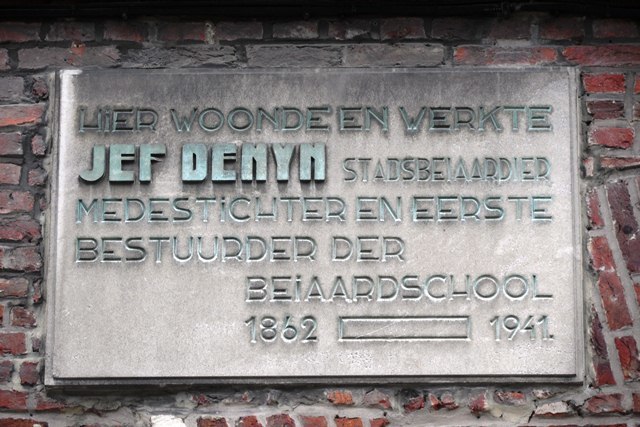 HiER WOONDE EN WERKTE
JEF DENYN STADSBEiAARDiER
MEDESTiCHTER EN EERSTE
BESTUURDER DER
BEiAARDSCHOOL
1862 1941.